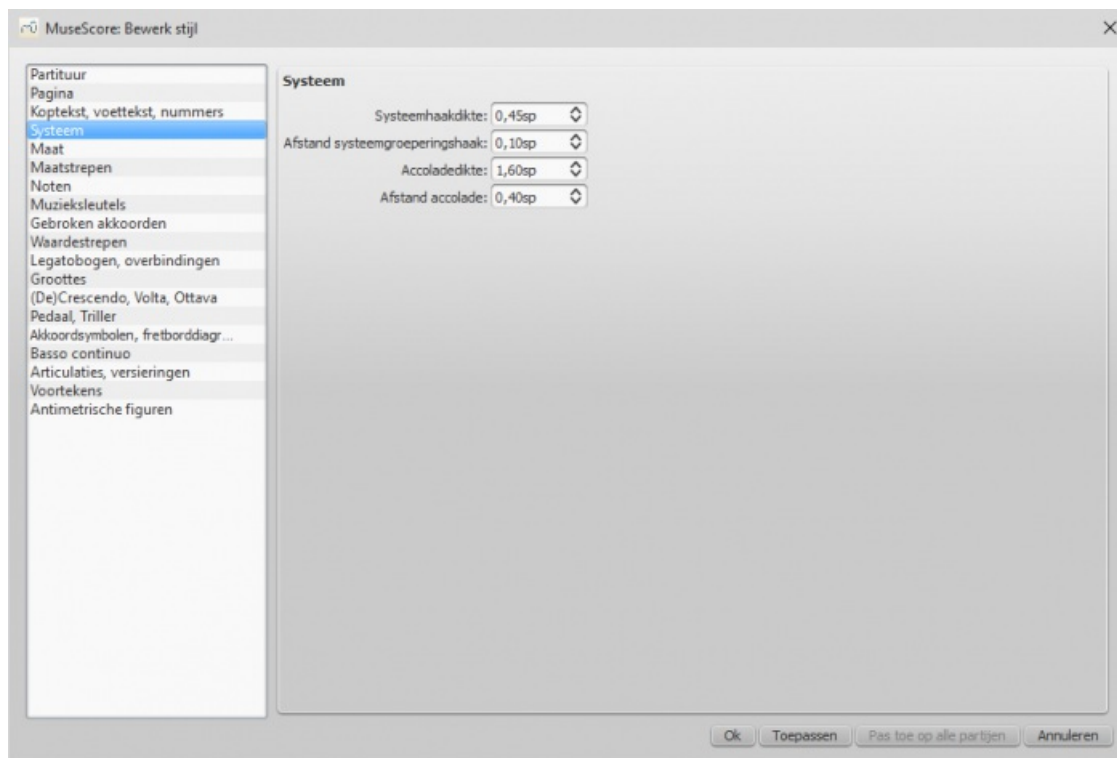 MuseScore: Bewerk stijl
Partituur
Pagina
Koptekst, voettekst, nummers
Systeem
Maat
Maatstrepen
Noten
Muzieksleutels
Gebroken akkoorden
Waardestrepen
Legatobogen, overbindingen
Groottes
(De)Crescendo, Volta, Ottava
Pedaal, Triller
Akkoordsymbolen, fretborddiagr...
Basso continuo
Articulaties, versieringen
Voortekens
Antimetrische figuren
Systeem
Systeemhaakdikte: 0,45sp
Afstand systeemgroeperingshaak: 0,10sp
Accoladedikte: 1,60sp
Afstand accolade: 0,40sp
Ok Toepassen Pas toe op alle partijen Annuleren